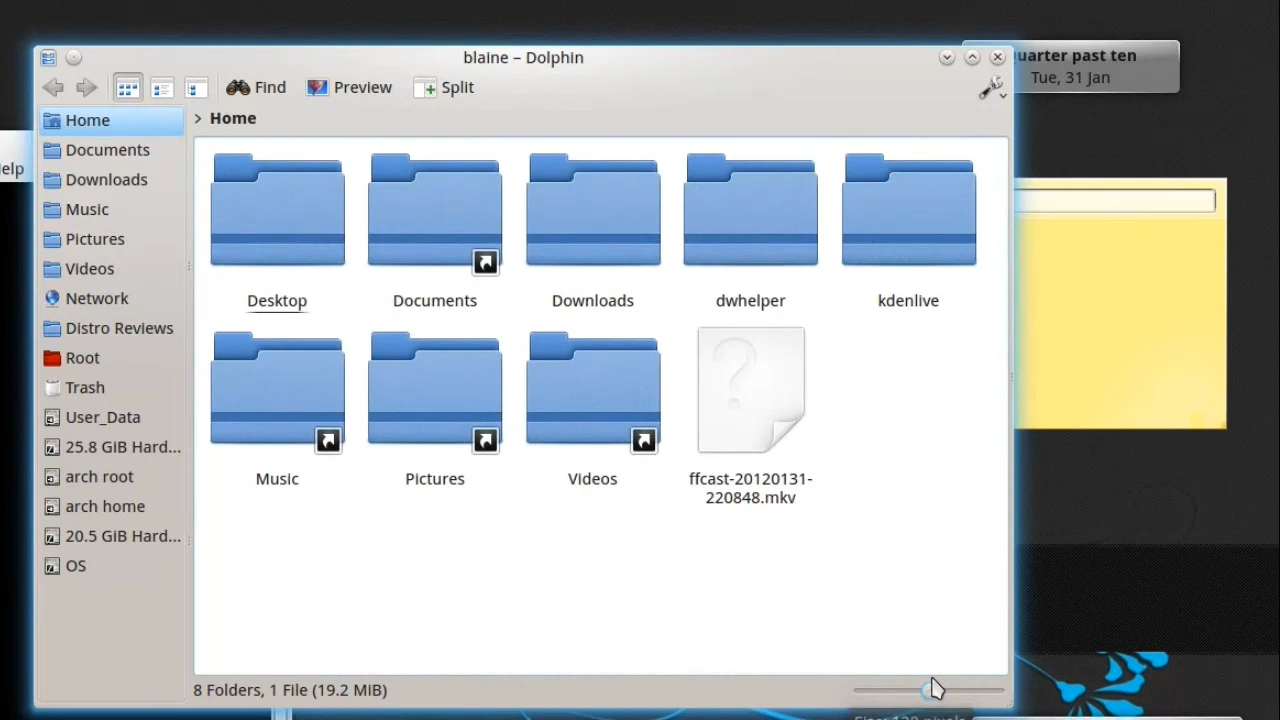 blaine – Dolphin
uarter past ten
Tue, 31 Jan
Find
Preview
Split
elp
Home
Documents
Downloads
Music
Pictures
Videos
Network
Distro Reviews
Root
Trash
User_Data
25.8 GiB Hard...
arch root
arch home
20.5 GiB Hard...
OS
> Home
Desktop
Documents
Downloads
dwhelper
kdenlive
Music
Pictures
Videos
ffcast-20120131-
220848.mkv
8 Folders, 1 File (19.2 MiB)